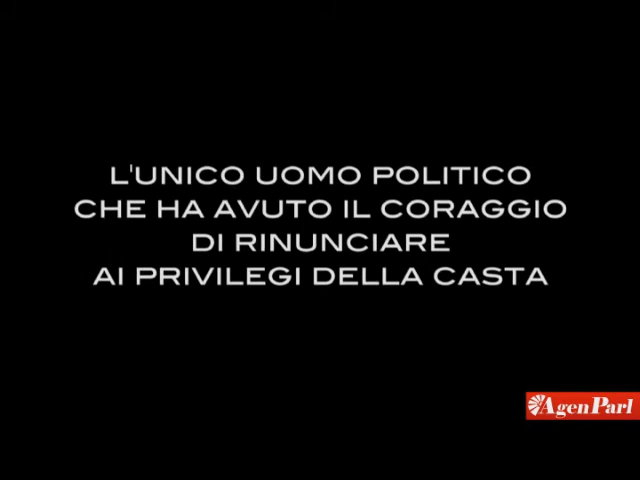 L'UNICO UOMO POLITICO
CHE HA AVUTO IL CORAGGIO
DI RINUNCIARE
AI PRIVILEGI DELLA CASTA
AgenParl